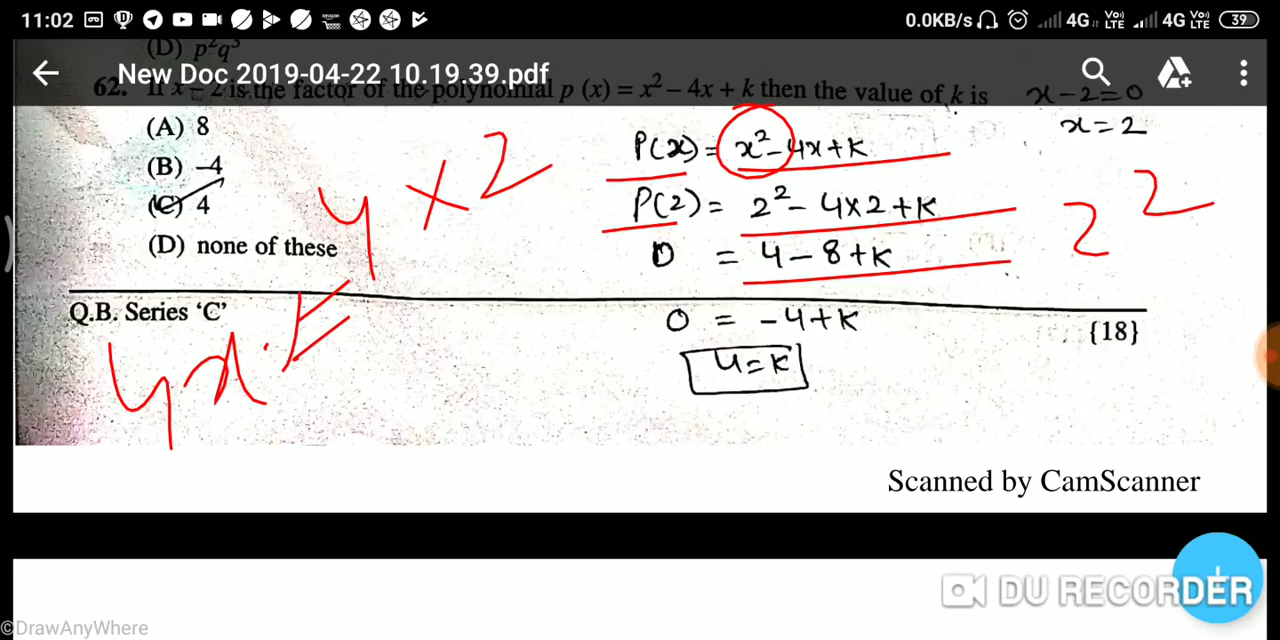 11:02 0.0KB/s 4G VoLTE 4G VoLTE 39
(D) p²q³
New Doc 2019-04-22 10.19.39.pdf
62. If x – 2 is the factor of the polynomial p (x) = x² – 4x + k then the value of k is
x-2=0
x=2
(A) 8
(B) –4
(C) 4
(D) none of these
P(x) = x²-4x+k
P(2) = 2²-4×2+k
0 = 4-8+k
0 = -4+k
4=k
4×2
2²
4x
Q.B. Series ‘C’
{18}
Scanned by CamScanner
DU RECORDER
©DrawAnyWhere